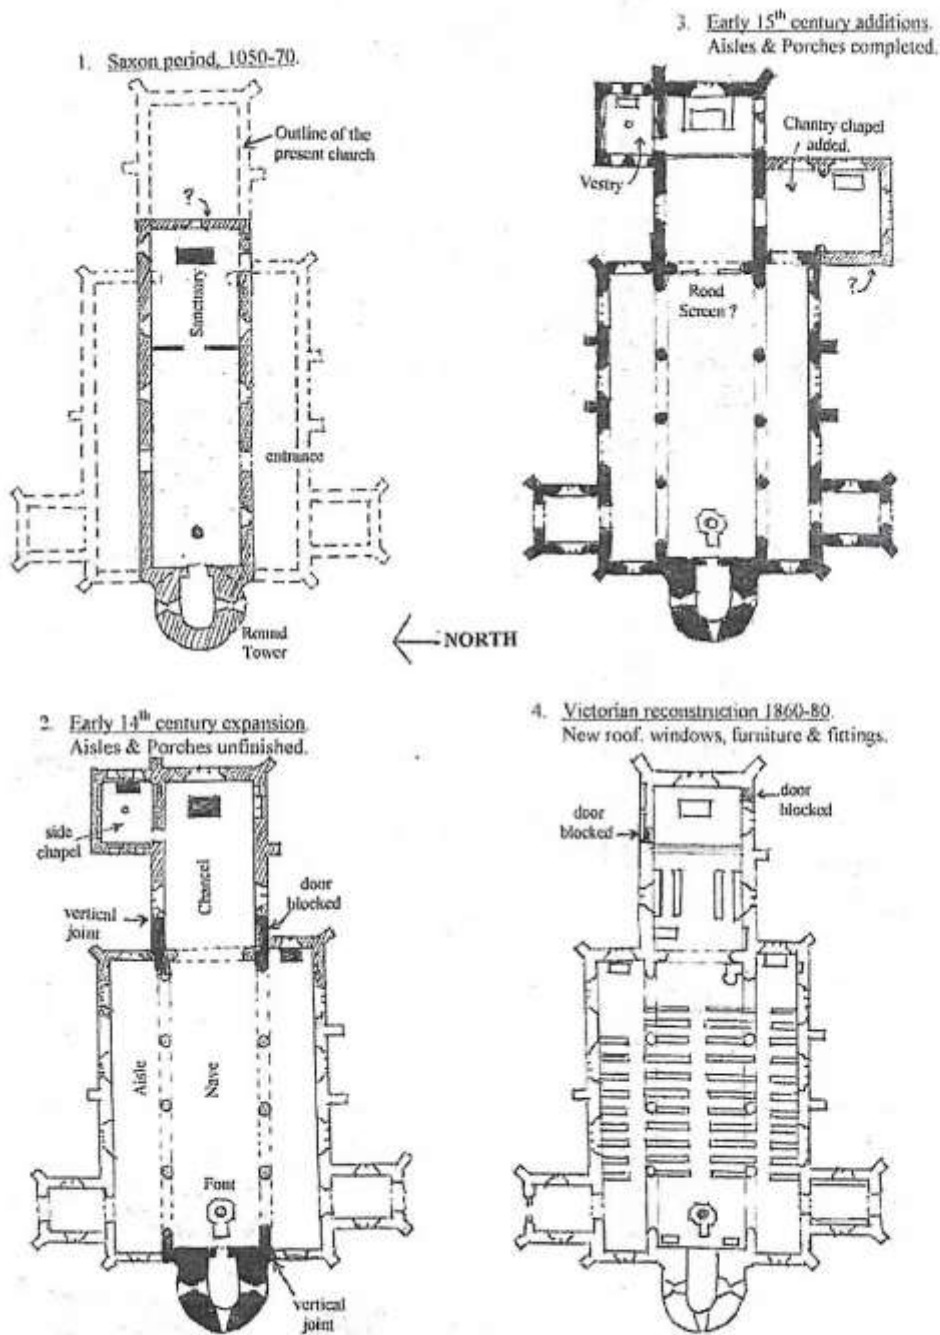 1. Saxon period, 1050-70.
Outline of the
present church
?
Sanctuary
entrance
Round
Tower
NORTH
2. Early 14th century expansion.
Aisles & Porches unfinished.
side
chapel
Chancel
door
blocked
vertical
joint
Aisle
Nave
Font
vertical
joint
3. Early 15th century additions.
Aisles & Porches completed.
Chantry chapel
added.
Vestry
Rood
Screen ?
?
4. Victorian reconstruction 1860-80.
New roof. windows, furniture & fittings.
door
blocked
door
blocked